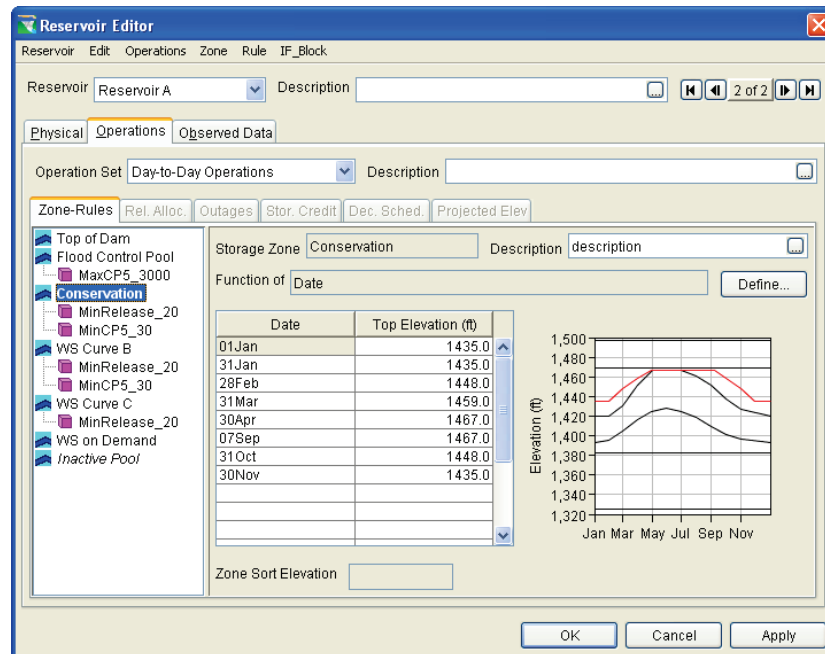 Reservoir Editor
Reservoir Edit Operations Zone Rule IF_Block
Reservoir Reservoir A Description ... 2 of 2
Physical Operations Observed Data
Operation Set Day-to-Day Operations Description ...
Zone-Rules Rel. Alloc. Outages Stor. Credit Dec. Sched. Projected Elev
Top of Dam
Flood Control Pool
MaxCP5_3000
Conservation
MinRelease_20
MinCP5_30
WS Curve B
MinRelease_20
MinCP5_30
WS Curve C
MinRelease_20
WS on Demand
Inactive Pool
Storage Zone Conservation Description description ...
Function of Date Define...
Date Top Elevation (ft)
01Jan 1435.0
31Jan 1435.0
28Feb 1448.0
31Mar 1459.0
30Apr 1467.0
07Sep 1467.0
31Oct 1448.0
30Nov 1435.0
Elevation (ft)
1,500
1,480
1,460
1,440
1,420
1,400
1,380
1,360
1,340
1,320
Jan Mar May Jul Sep Nov
Zone Sort Elevation
OK Cancel Apply